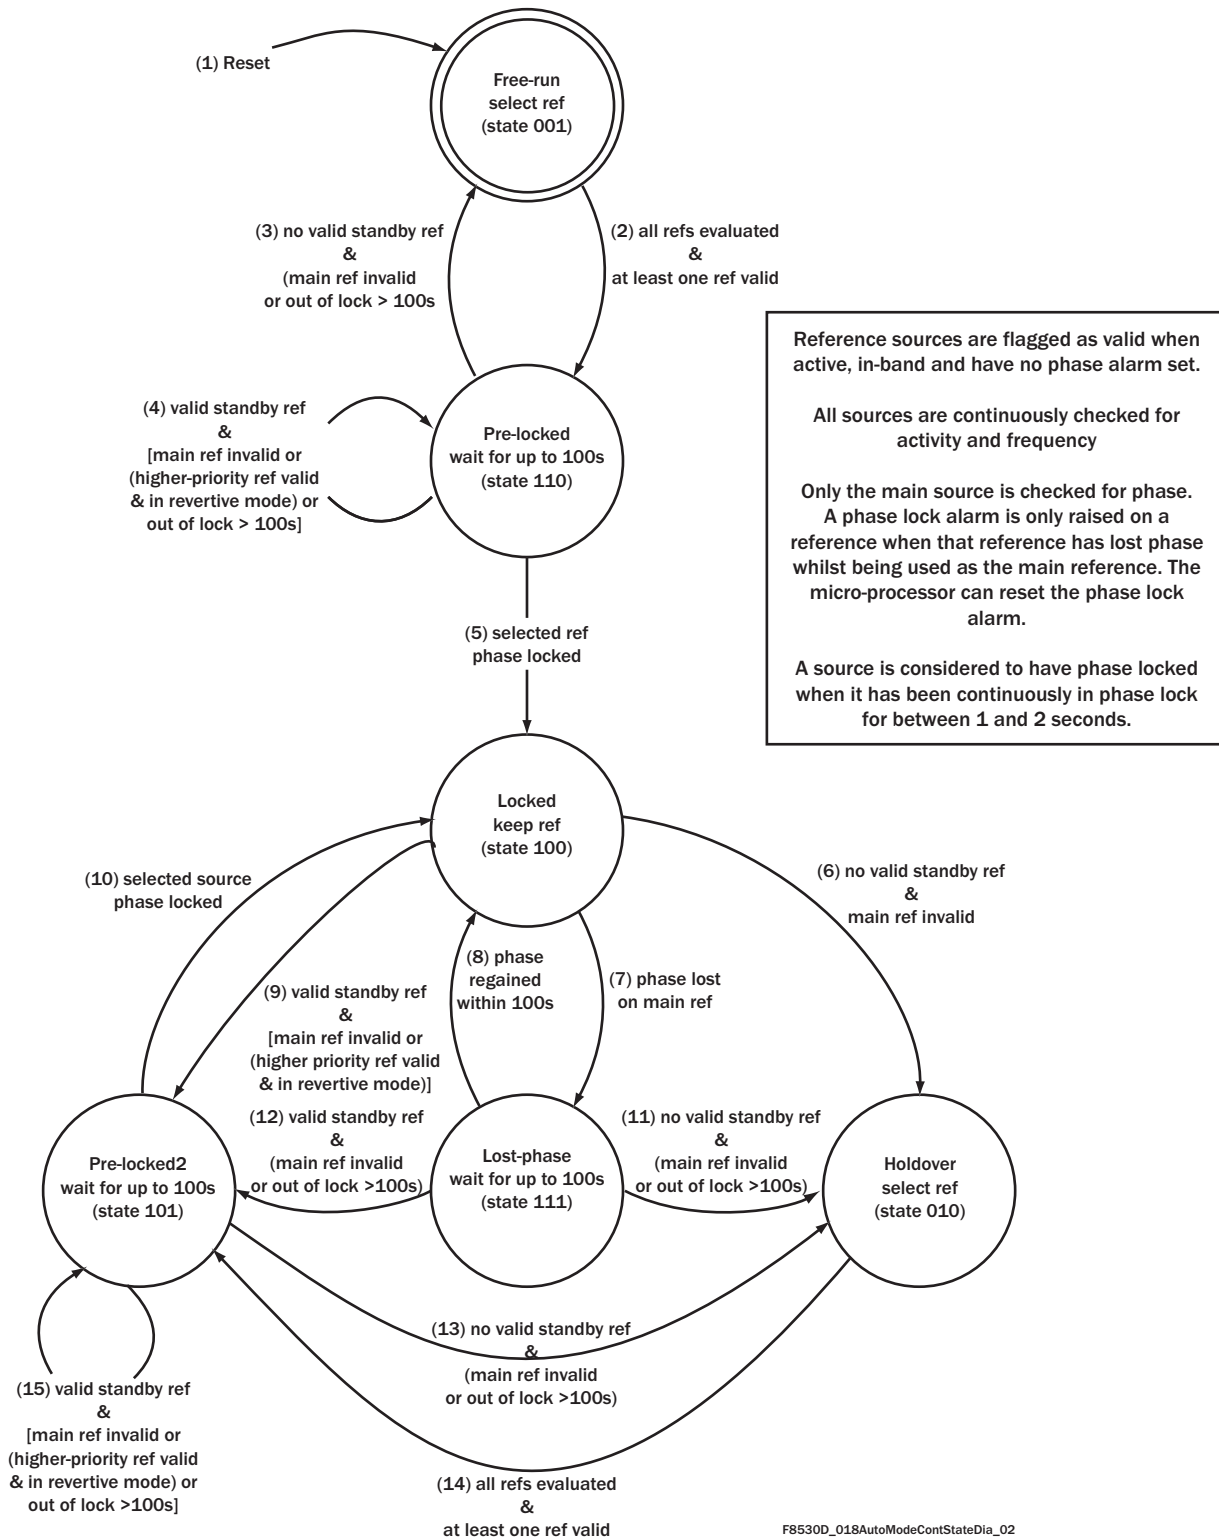 (1) Reset
Free-run
select ref
(state 001)
(3) no valid standby ref
&
(main ref invalid
or out of lock > 100s
(2) all refs evaluated
&
at least one ref valid
Reference sources are flagged as valid when
active, in-band and have no phase alarm set.
All sources are continuously checked for
activity and frequency
Only the main source is checked for phase.
A phase lock alarm is only raised on a
reference when that reference has lost phase
whilst being used as the main reference. The
micro-processor can reset the phase lock
alarm.
A source is considered to have phase locked
when it has been continuously in phase lock
for between 1 and 2 seconds.
(4) valid standby ref
&
[main ref invalid or
(higher-priority ref valid
& in revertive mode) or
out of lock > 100s]
Pre-locked
wait for up to 100s
(state 110)
(5) selected ref
phase locked
Locked
keep ref
(state 100)
(10) selected source
phase locked
(6) no valid standby ref
&
main ref invalid
(8) phase
regained
within 100s
(7) phase lost
on main ref
(9) valid standby ref
&
[main ref invalid or
(higher priority ref valid
& in revertive mode)]
(12) valid standby ref
&
(main ref invalid
or out of lock >100s)
(11) no valid standby ref
&
(main ref invalid
or out of lock >100s)
Pre-locked2
wait for up to 100s
(state 101)
Lost-phase
wait for up to 100s
(state 111)
Holdover
select ref
(state 010)
(13) no valid standby ref
&
(main ref invalid
or out of lock >100s)
(15) valid standby ref
&
[main ref invalid or
(higher-priority ref valid
& in revertive mode) or
out of lock >100s]
(14) all refs evaluated
&
at least one ref valid
F8530D_018AutoModeContStateDia_02